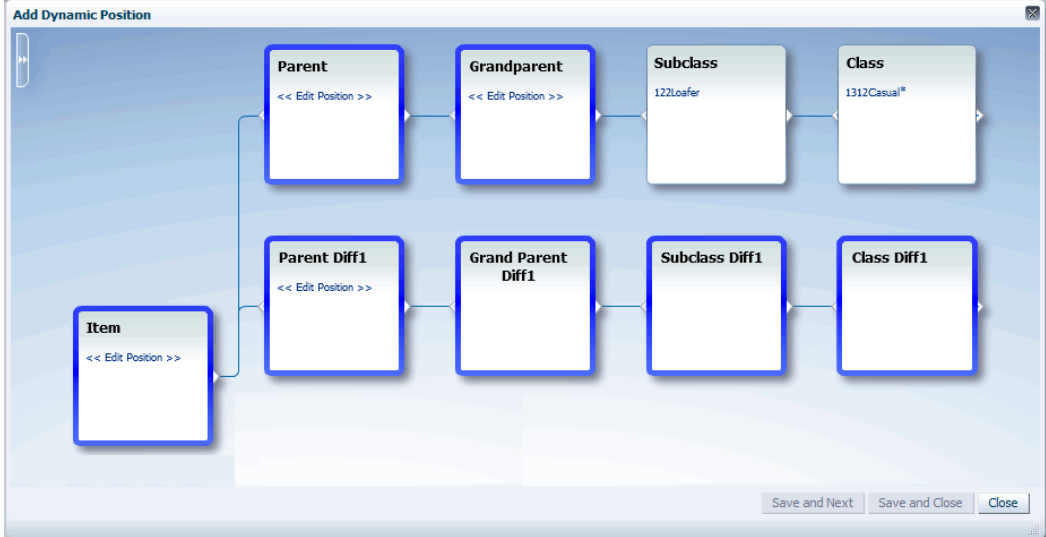 Add Dynamic Position
Parent
<< Edit Position >>
Grandparent
<< Edit Position >>
Subclass
122Loafer
Class
1312Casual*
Parent Diff1
<< Edit Position >>
Grand Parent
Diff1
Subclass Diff1
Class Diff1
Item
<< Edit Position >>
Save and Next
Save and Close
Close